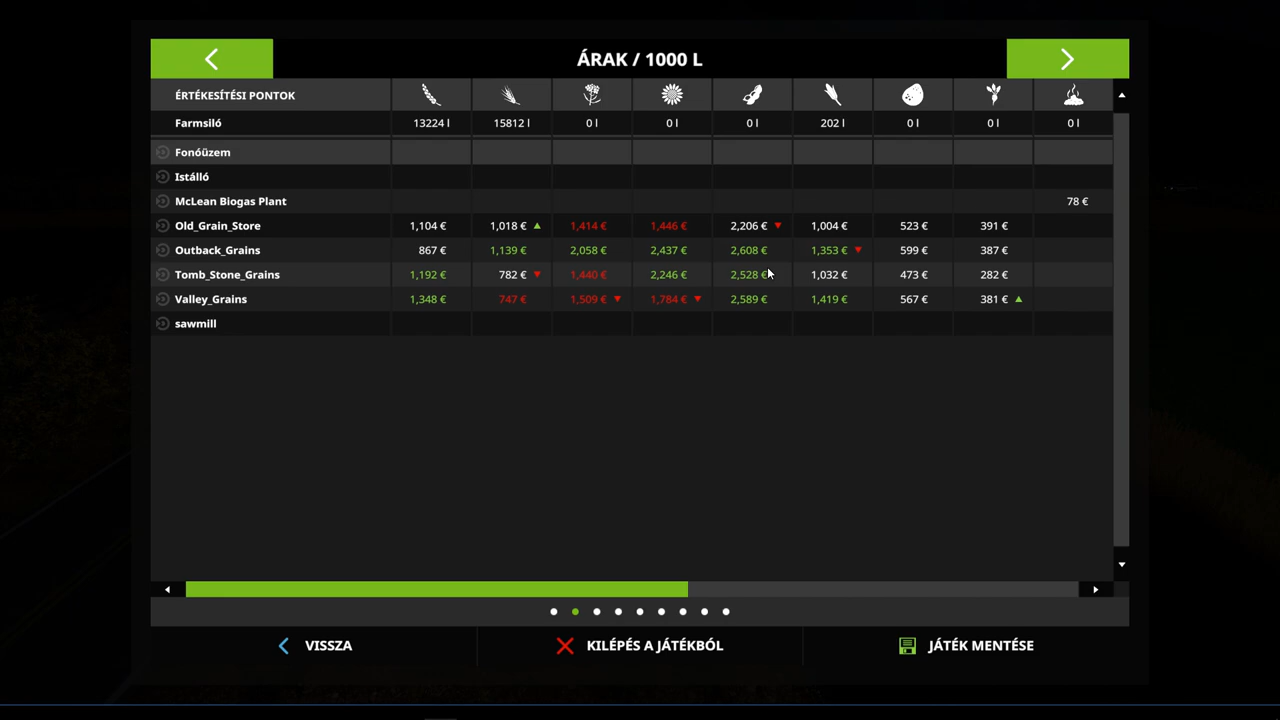 ÁRAK / 1000 L
ÉRTÉKESÍTÉSI PONTOK
Farmsiló 13224 l 15812 l 0 l 0 l 0 l 202 l 0 l 0 l 0 l
Fonóüzem
Istálló
McLean Biogas Plant 78 €
Old_Grain_Store 1,104 € 1,018 € 1,414 € 1,446 € 2,206 € 1,004 € 523 € 391 €
Outback_Grains 867 € 1,139 € 2,058 € 2,437 € 2,608 € 1,353 € 599 € 387 €
Tomb_Stone_Grains 1,192 € 782 € 1,440 € 2,246 € 2,528 € 1,032 € 473 € 282 €
Valley_Grains 1,348 € 747 € 1,509 € 1,784 € 2,589 € 1,419 € 567 € 381 €
sawmill
VISSZA KILÉPÉS A JÁTÉKBÓL JÁTÉK MENTÉSE